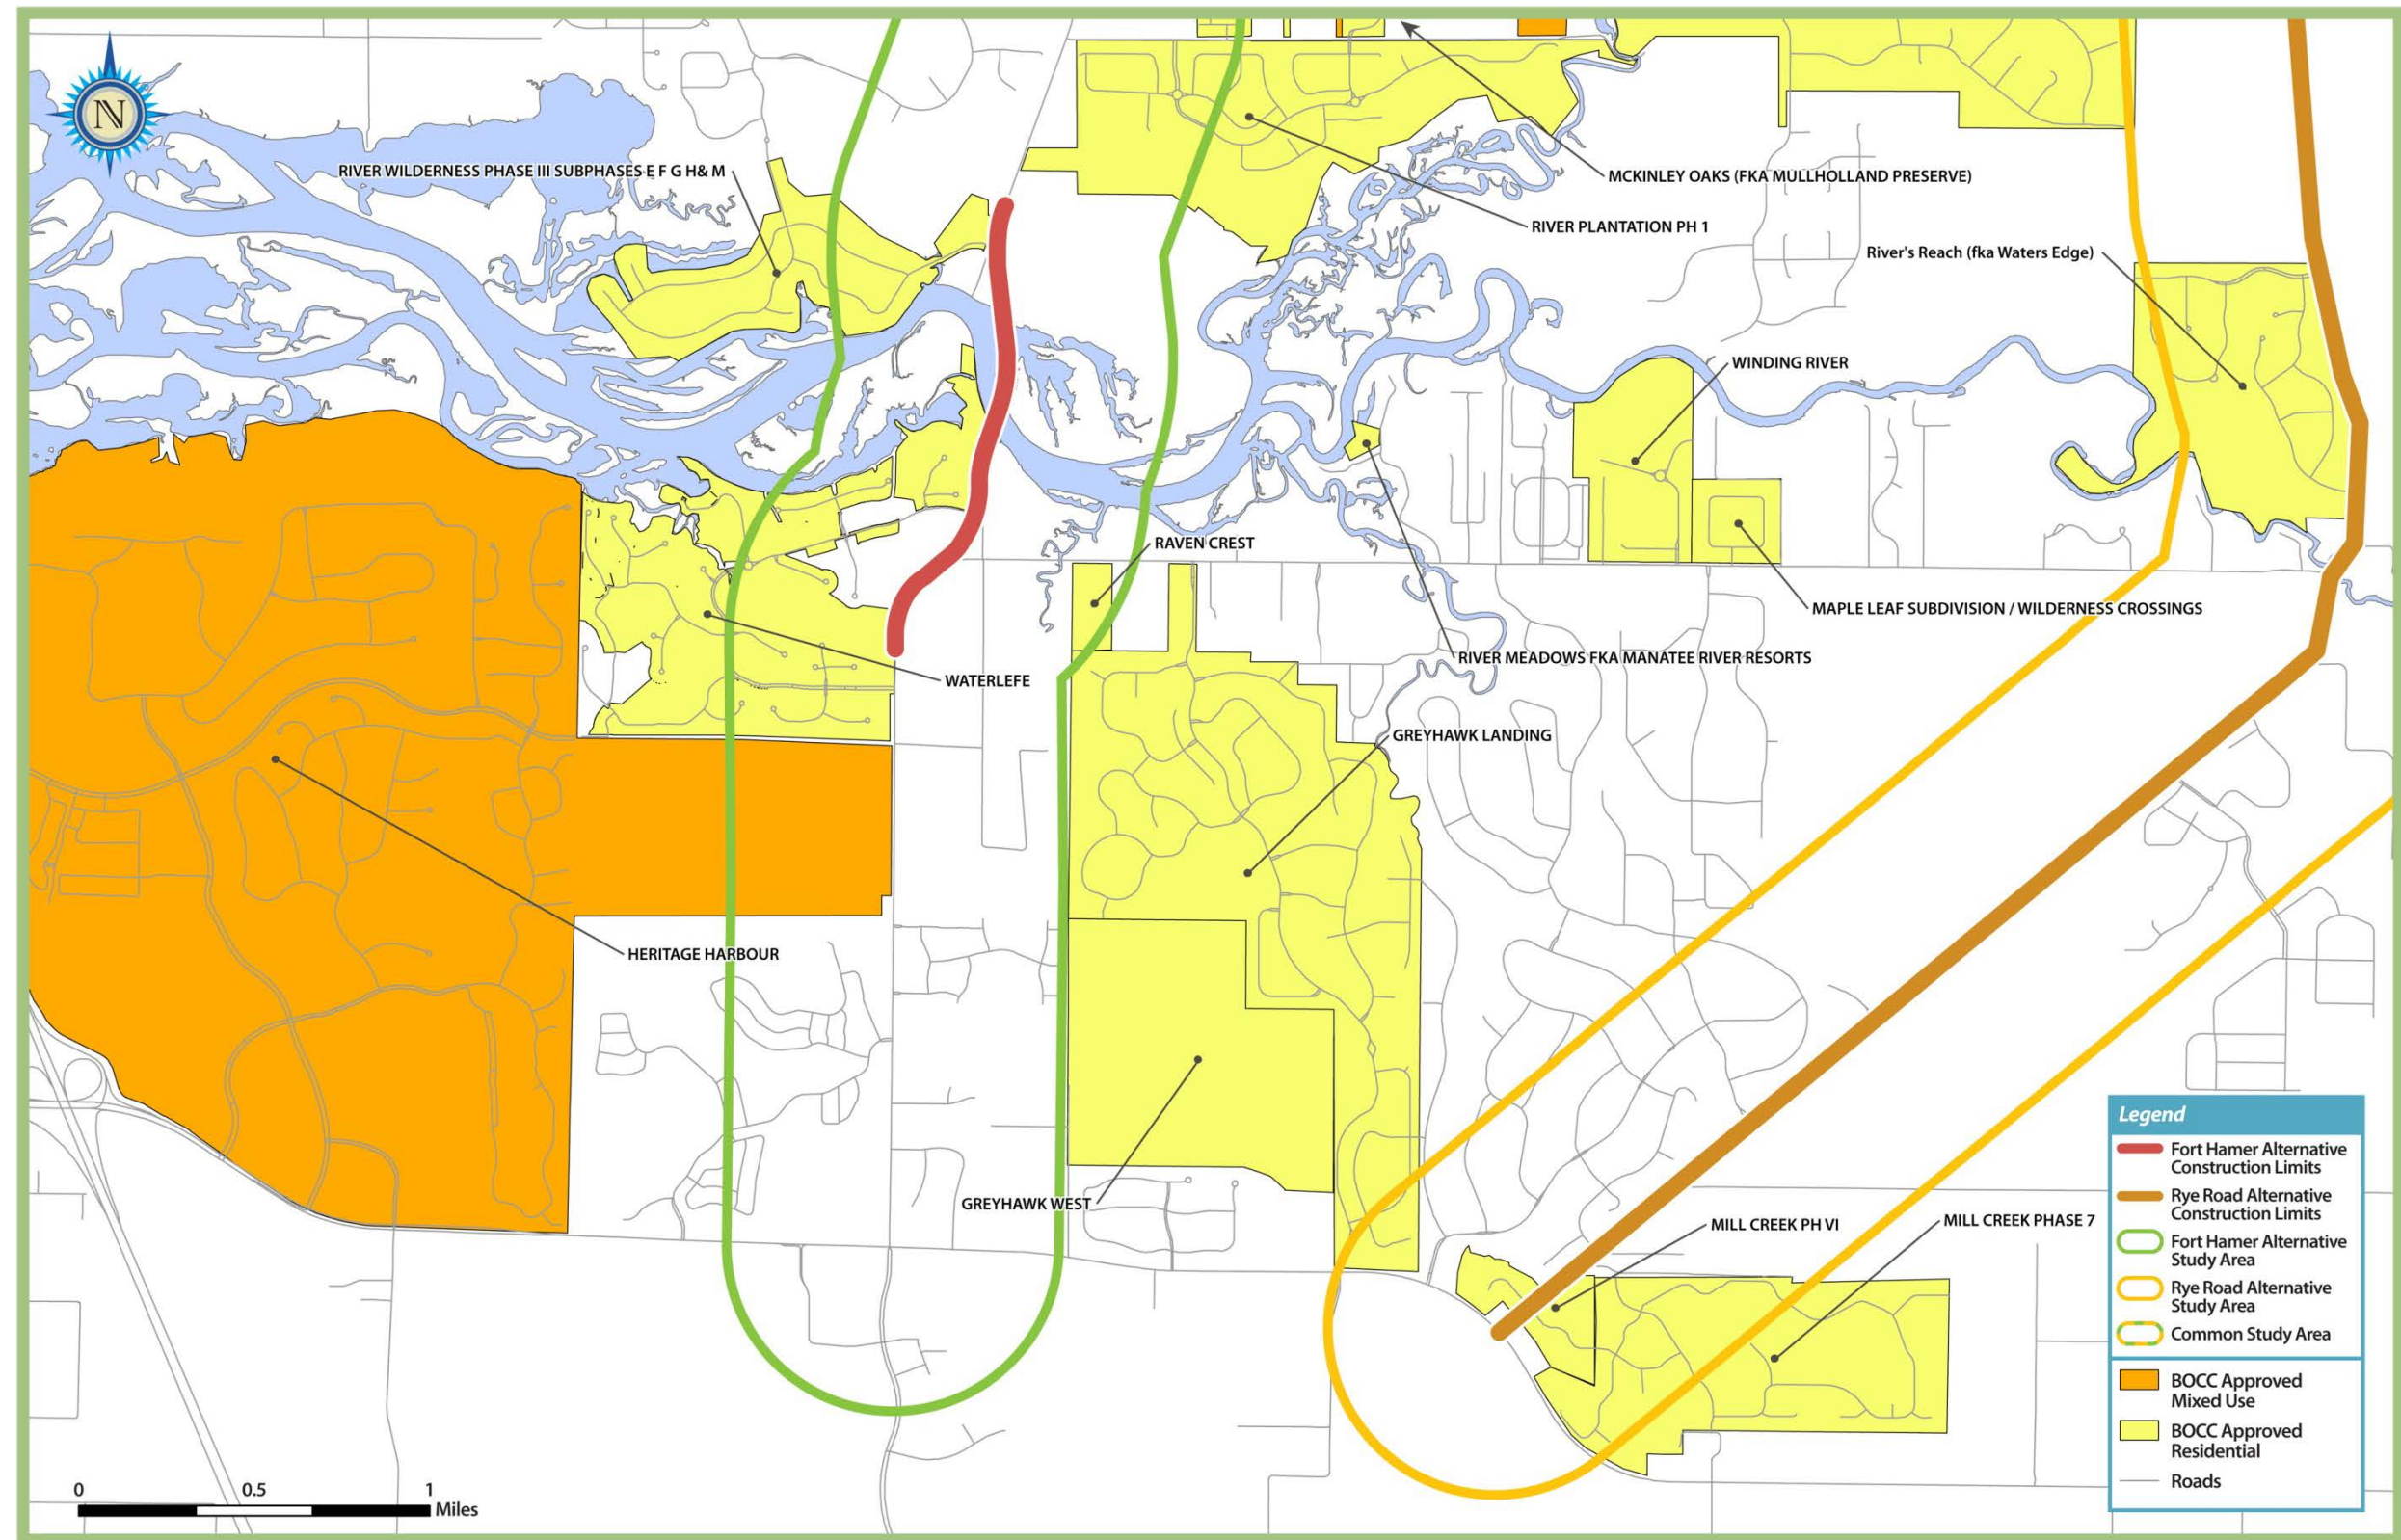 N
RIVER WILDERNESS PHASE III SUBPHASES E F G H& M
MCKINLEY OAKS (FKA MULLHOLLAND PRESERVE)
RIVER PLANTATION PH 1
River's Reach (fka Waters Edge)
WINDING RIVER
RAVEN CREST
MAPLE LEAF SUBDIVISION / WILDERNESS CROSSINGS
RIVER MEADOWS FKA MANATEE RIVER RESORTS
WATERLEFE
GREYHAWK LANDING
HERITAGE HARBOUR
GREYHAWK WEST
MILL CREEK PH VI
MILL CREEK PHASE 7
Legend
Fort Hamer Alternative
Construction Limits
Rye Road Alternative
Construction Limits
Fort Hamer Alternative
Study Area
Rye Road Alternative
Study Area
Common Study Area
BOCC Approved
Mixed Use
BOCC Approved
Residential
Roads
0 0.5 1
Miles